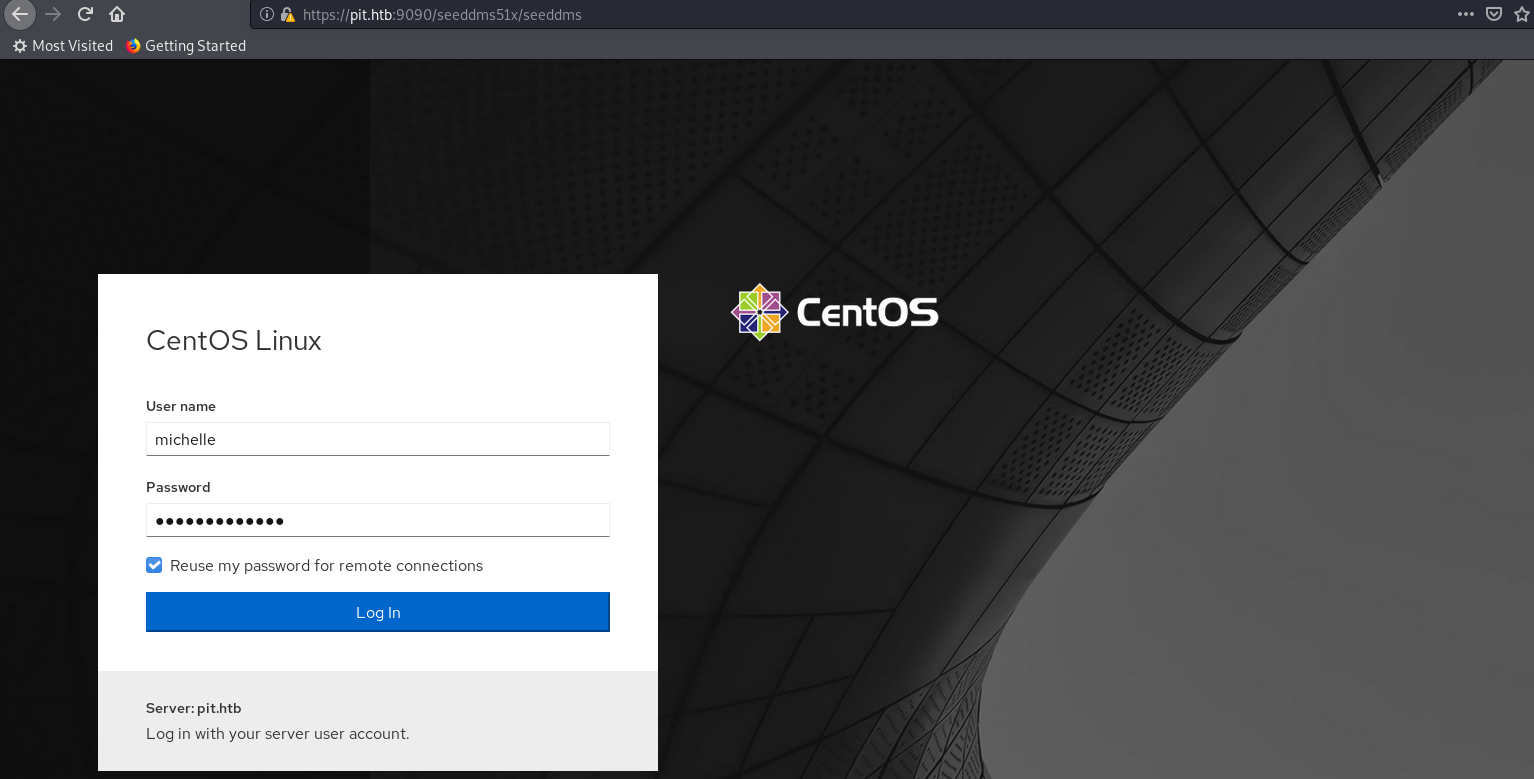 https://pit.htb:9090/seeddms51x/seeddms
Most Visited Getting Started
CentOS Linux
CentOS
User name
michelle
Password
•••••••••••••
Reuse my password for remote connections
Log In
Server: pit.htb
Log in with your server user account.